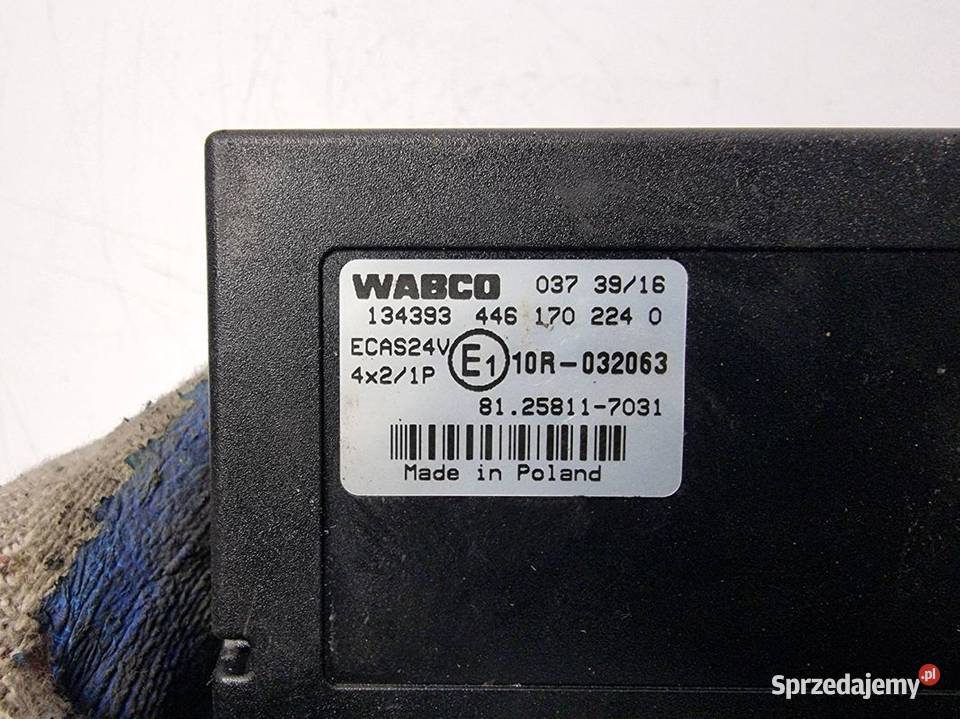 WABCO 037 39/16
134393 446 170 224 0
ECAS24V
4x2/1P
E1 10R-032063
81.25811-7031
Made in Poland
Sprzedajemy.pl